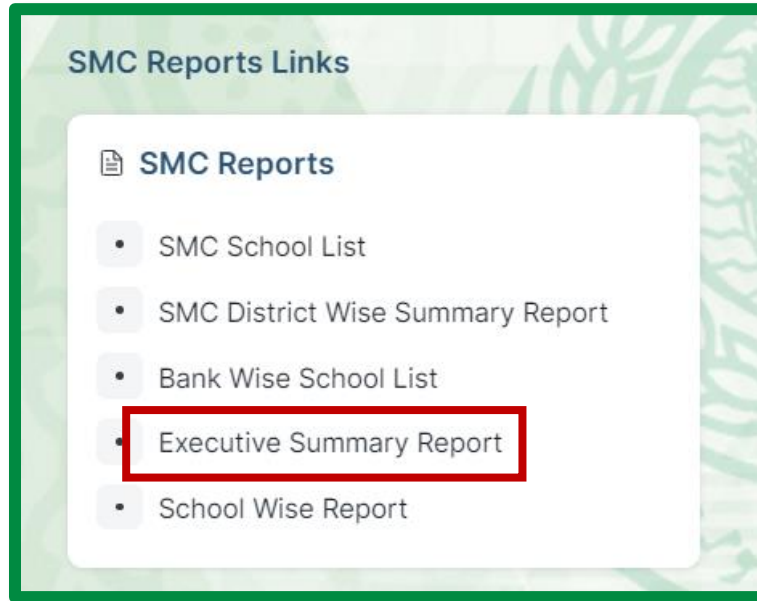 SMC Reports Links
SMC Reports
SMC School List
SMC District Wise Summary Report
Bank Wise School List
Executive Summary Report
School Wise Report